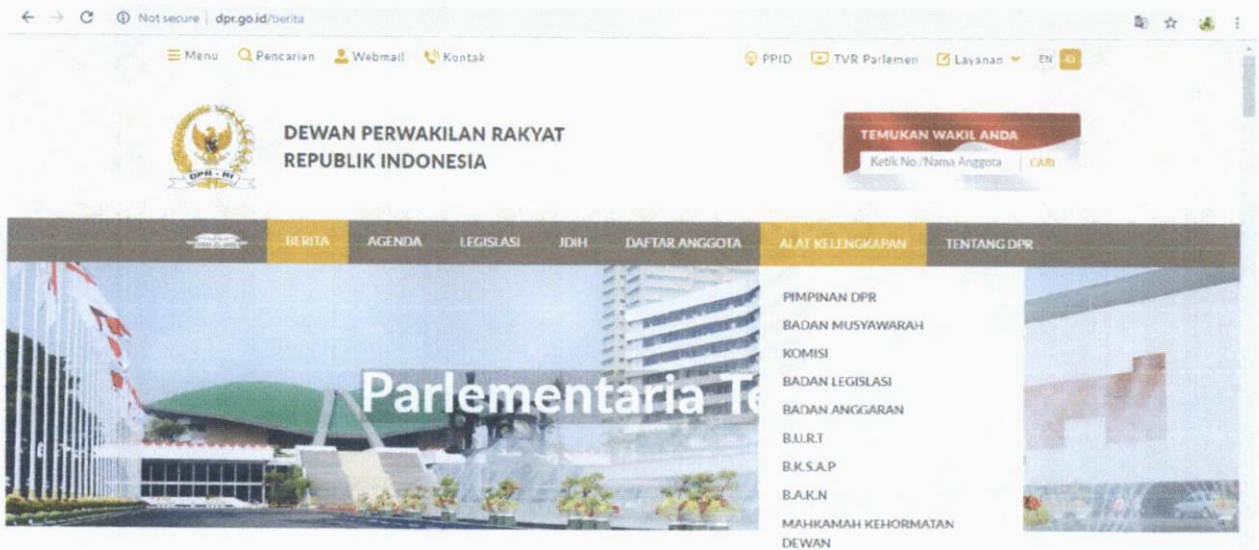 Not secure | dpr.go.id/berita
Menu Pencarian Webmail Kontak PPID TVR Parlemen Layanan EN ID
DPR - RI
DEWAN PERWAKILAN RAKYAT
REPUBLIK INDONESIA
TEMUKAN WAKIL ANDA
Ketik No./Nama Anggota CARI
BERITA AGENDA LEGISLASI JDIH DAFTAR ANGGOTA ALAT KELENGKAPAN TENTANG DPR
Parlementaria Te
PIMPINAN DPR
BADAN MUSYAWARAH
KOMISI
BADAN LEGISLASI
BADAN ANGGARAN
B.U.R.T
B.K.S.A.P
B.A.K.N
MAHKAMAH KEHORMATAN
DEWAN